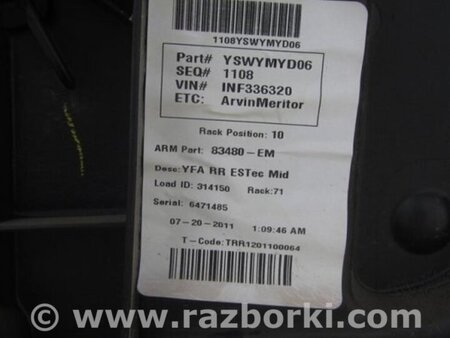 1108YSWYMYD06
Part# YSWYMYD06
SEQ# 1108
VIN# INF336320
ETC: ArvinMeritor
Rack Position: 10
ARM Part: 83480-EM
Desc: YFA RR ESTec Mid
Load ID: 314150 Rack: 71
Serial: 6471485
07-20-2011 1:09:46 AM
T-Code: TRR1201100064
© www.razborki.com